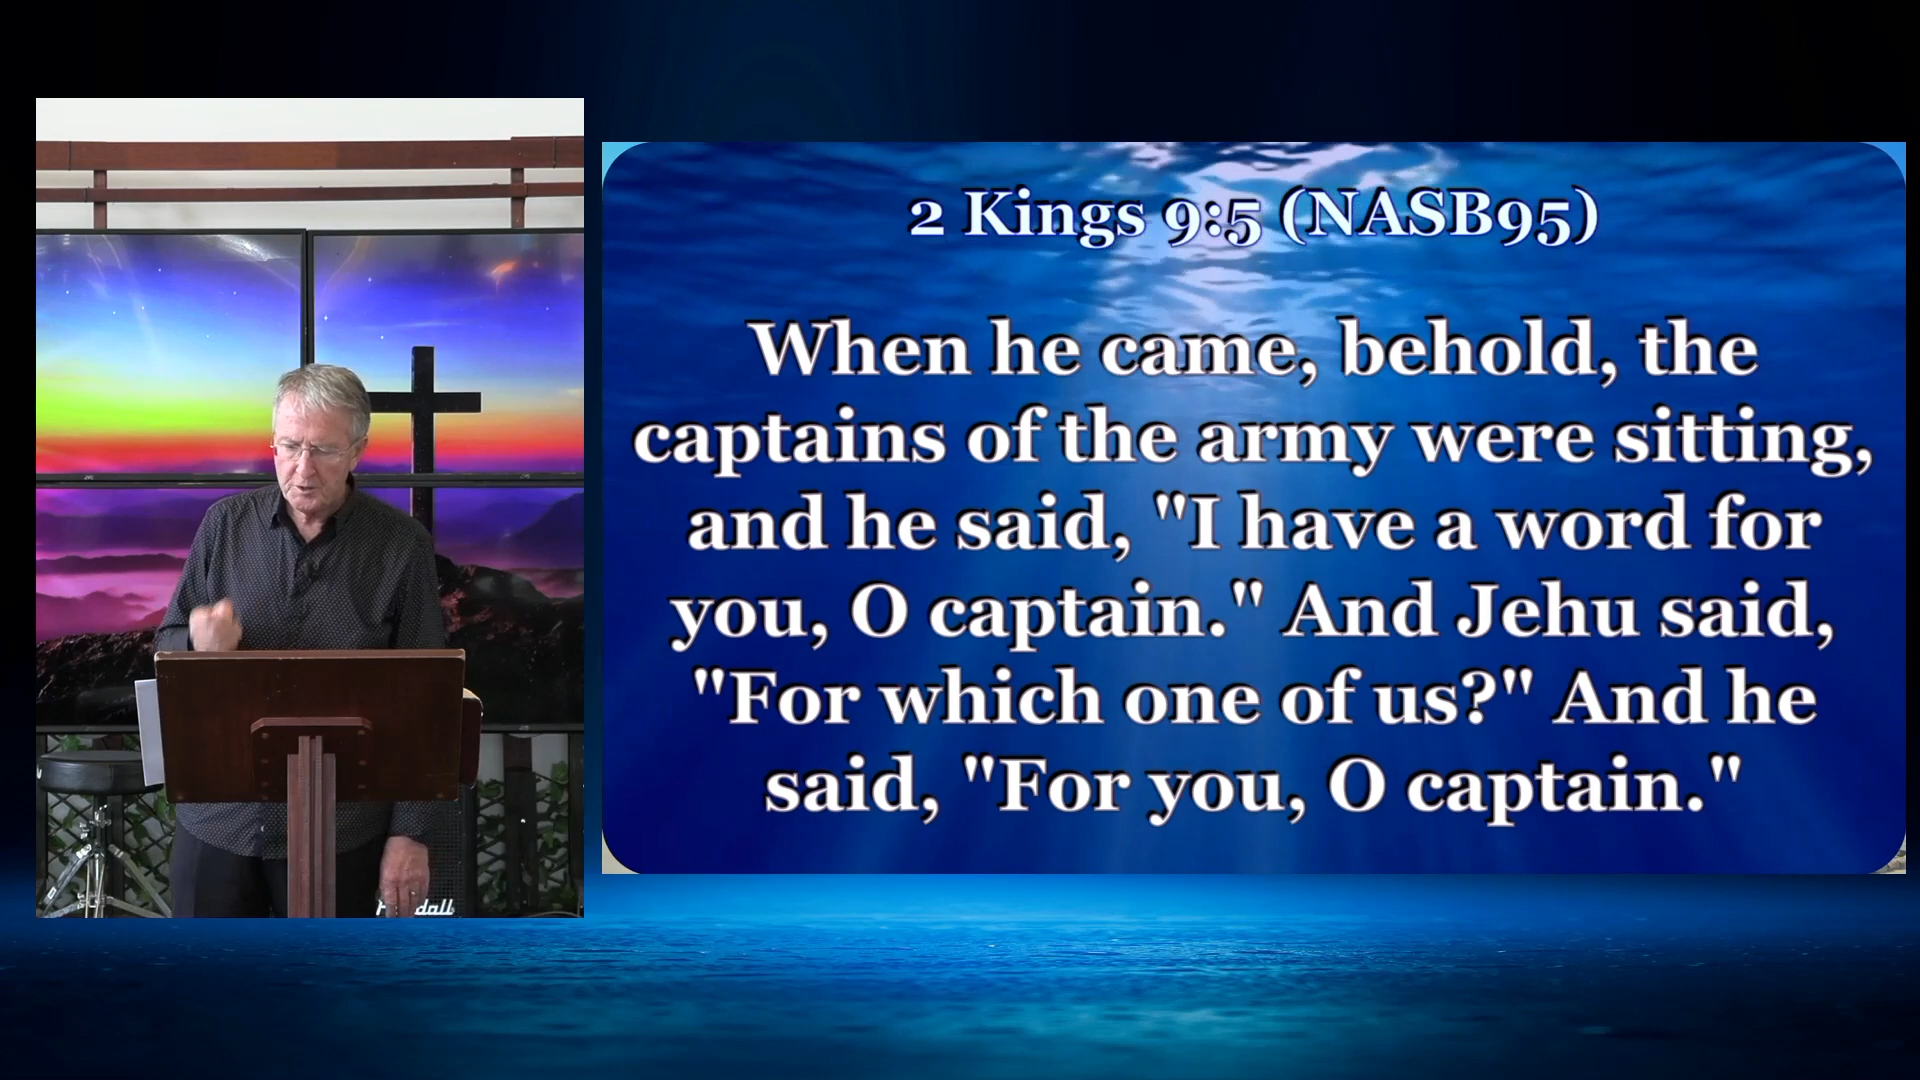 2 Kings 9:5 (NASB95)
When he came, behold, the
captains of the army were sitting,
and he said, "I have a word for
you, O captain." And Jehu said,
"For which one of us?" And he
said, "For you, O captain."